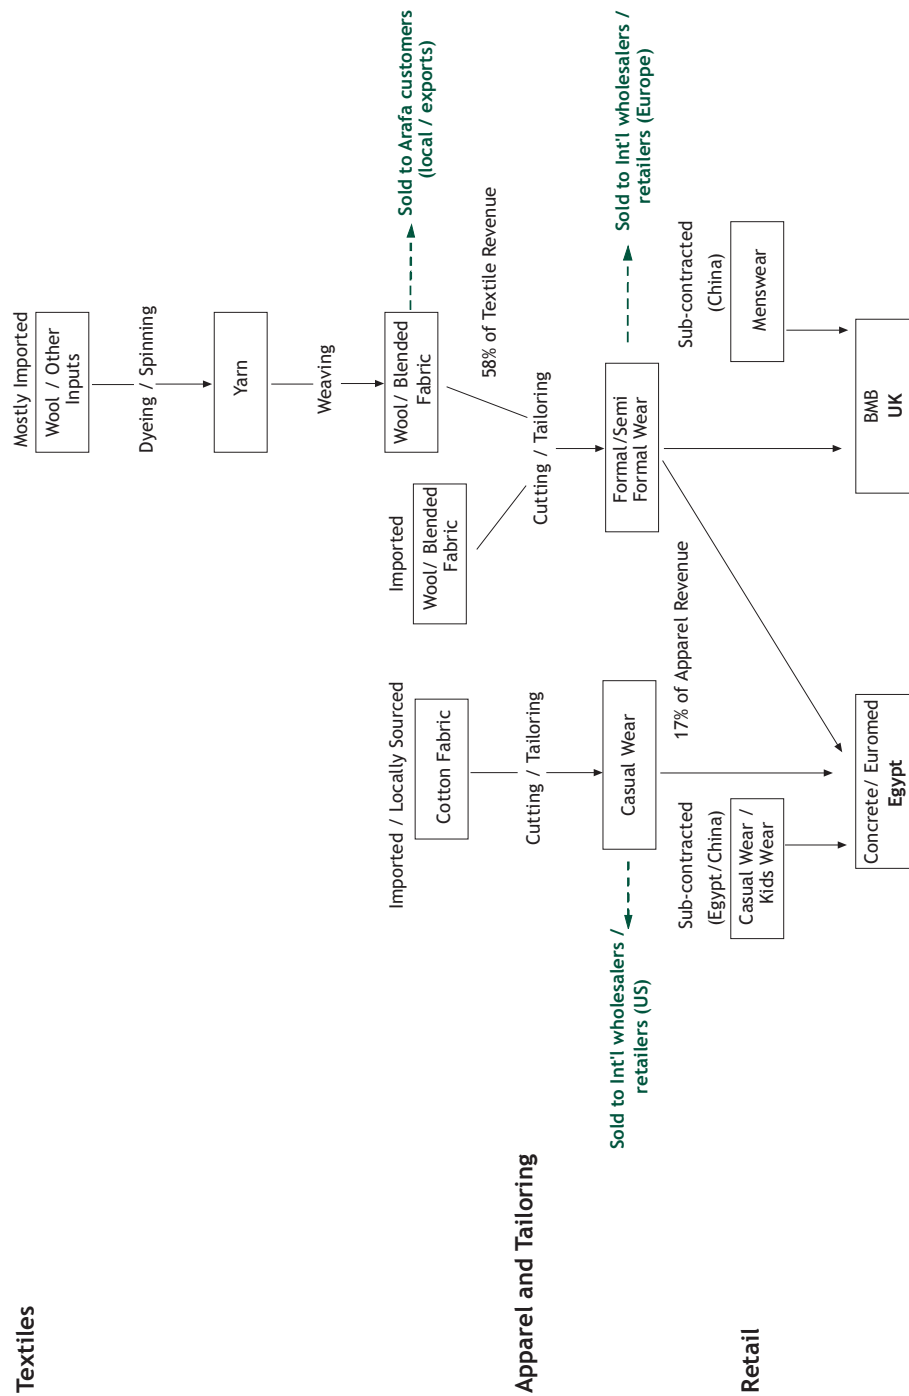 Textiles
Mostly Imported
Wool / Other
Inputs
Dyeing / Spinning
Yarn
Weaving
Imported / Locally Sourced
Cotton Fabric
Imported
Wool/ Blended
Fabric
Wool/ Blended
Fabric
Sold to Arafa customers
(local / exports)
58% of Textile Revenue
Apparel and Tailoring
Cutting / Tailoring
Cutting / Tailoring
Sold to Int'l wholesalers /
retailers (US)
Casual Wear
Formal/Semi
Formal Wear
Sold to Int'l wholesalers /
retailers (Europe)
17% of Apparel Revenue
Retail
Sub-contracted
(Egypt/China)
Casual Wear /
Kids Wear
Sub-contracted
(China)
Menswear
Concrete/ Euromed
Egypt
BMB
UK